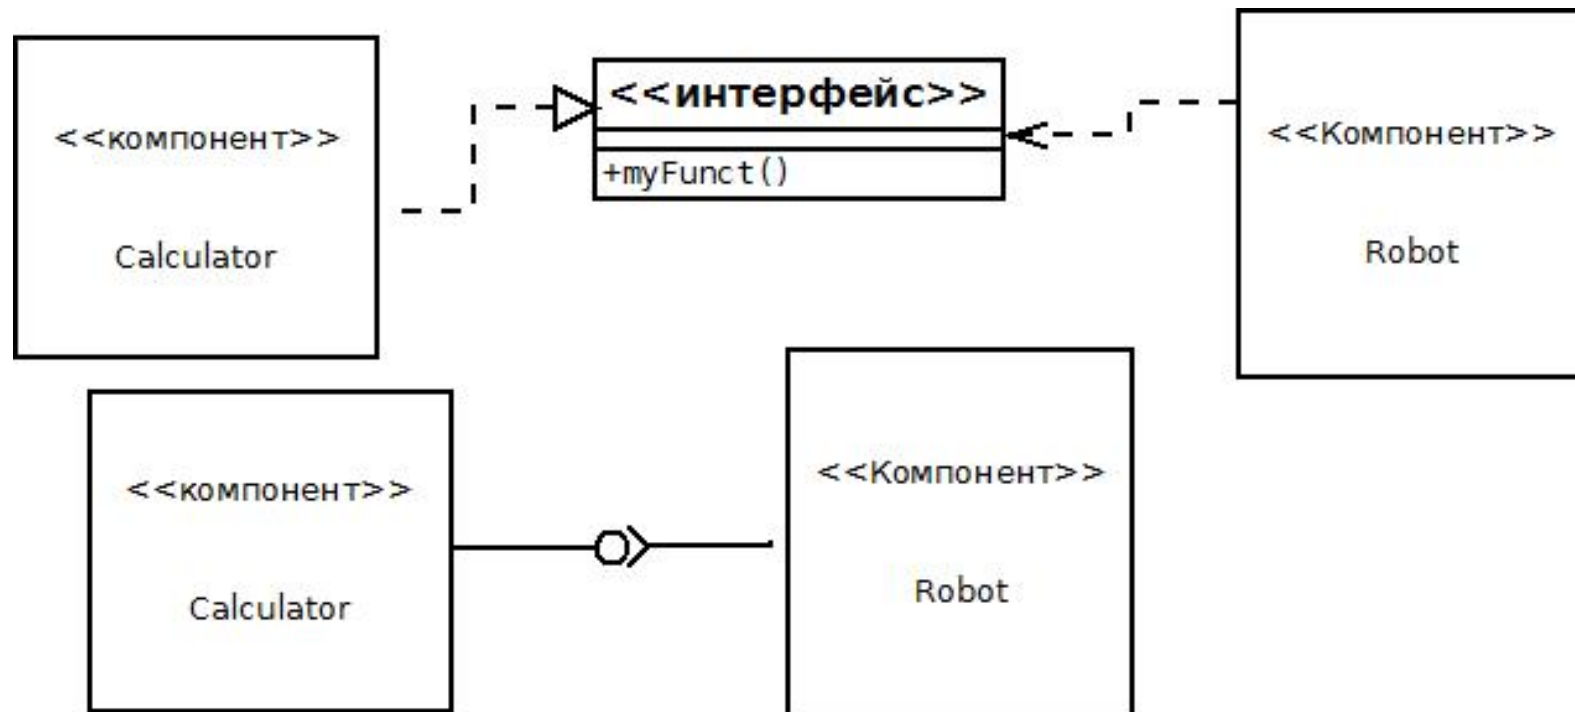 <<компонент>>
Calculator
<<интерфейс>>
+myFunct()
<<Компонент>>
Robot
<<компонент>>
Calculator
<<Компонент>>
Robot